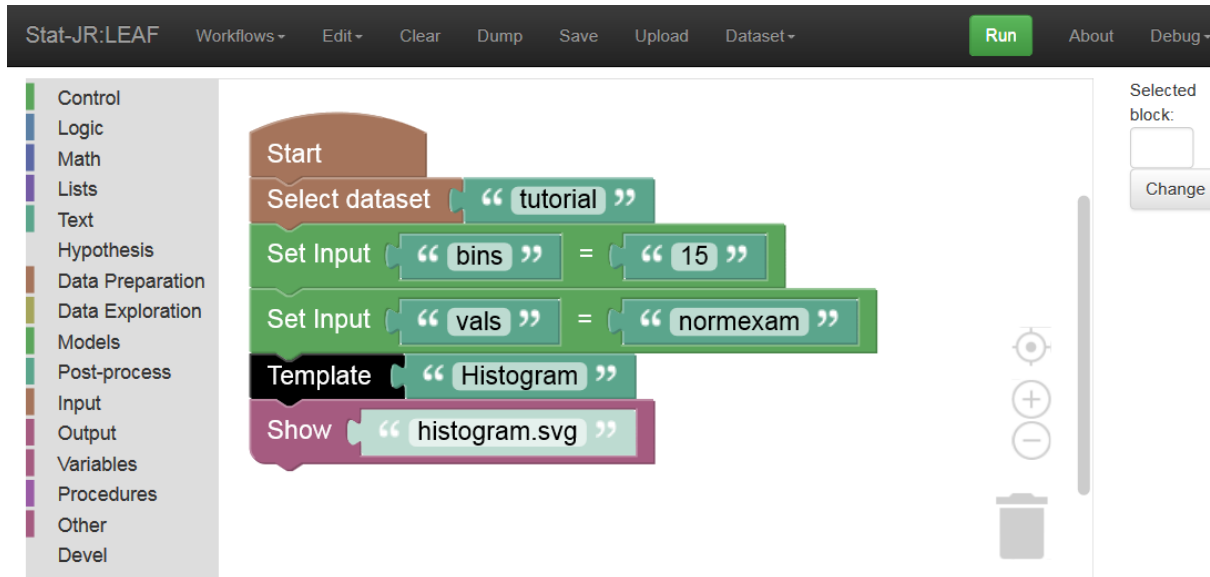 Stat-JR:LEAF Workflows Edit Clear Dump Save Upload Dataset Run About Debug
Control
Logic
Math
Lists
Text
Hypothesis
Data Preparation
Data Exploration
Models
Post-process
Input
Output
Variables
Procedures
Other
Devel
Start
Select dataset “ tutorial ”
Set Input “ bins ” = “ 15 ”
Set Input “ vals ” = “ normexam ”
Template “ Histogram ”
Show “ histogram.svg ”
Selected
block:
Change